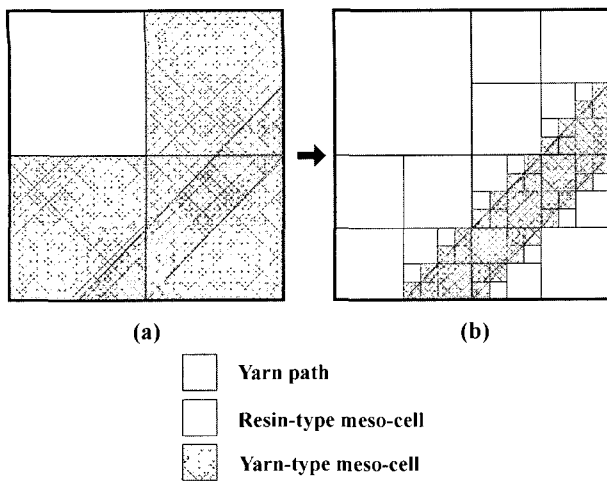 (a)
(b)
Yarn path
Resin-type meso-cell
Yarn-type meso-cell